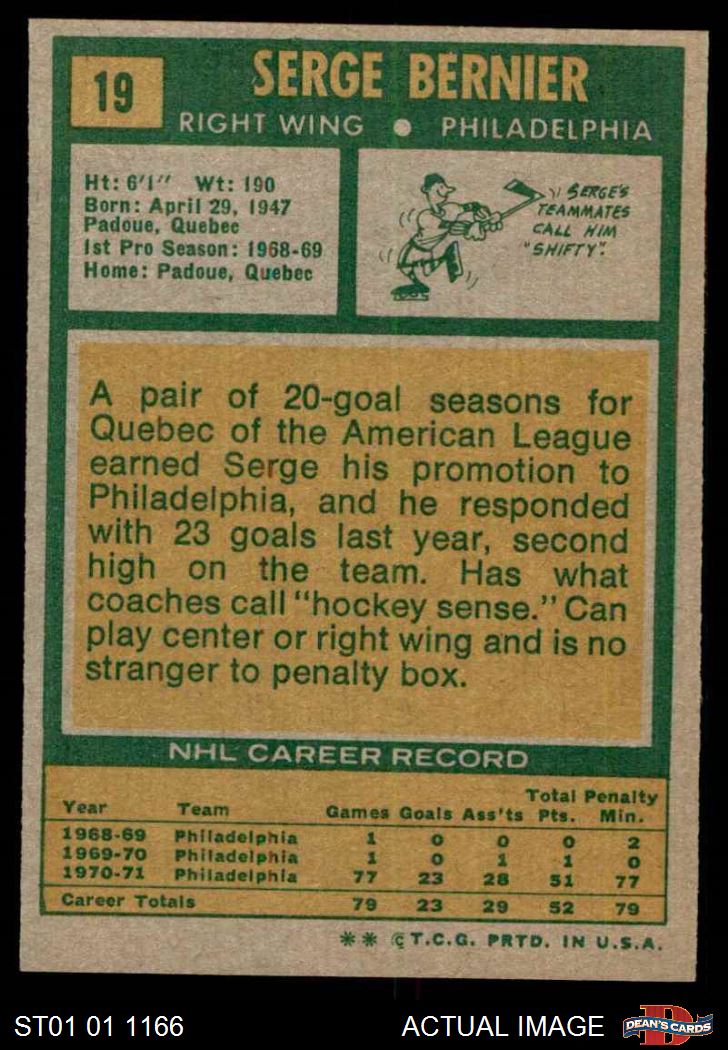 19
SERGE BERNIER
RIGHT WING ● PHILADELPHIA
Ht: 6'1" Wt: 190
Born: April 29, 1947
Padoue, Quebec
1st Pro Season: 1968-69
Home: Padoue, Quebec
SERGE'S
TEAMMATES
CALL HIM
"SHIFTY".
A pair of 20-goal seasons for
Quebec of the American League
earned Serge his promotion to
Philadelphia, and he responded
with 23 goals last year, second
high on the team. Has what
coaches call "hockey sense." Can
play center or right wing and is no
stranger to penalty box.
NHL CAREER RECORD
Year Team Games Goals Ass'ts Total Pts. Penalty Min.
1968-69 Philadelphia 1 0 0 0 2
1969-70 Philadelphia 1 0 1 1 0
1970-71 Philadelphia 77 23 28 51 77
Career Totals 79 23 29 52 79
** © T.C.G. PRTD. IN U.S.A.
ST01 01 1166 ACTUAL IMAGE
D
DEAN'S CARDS